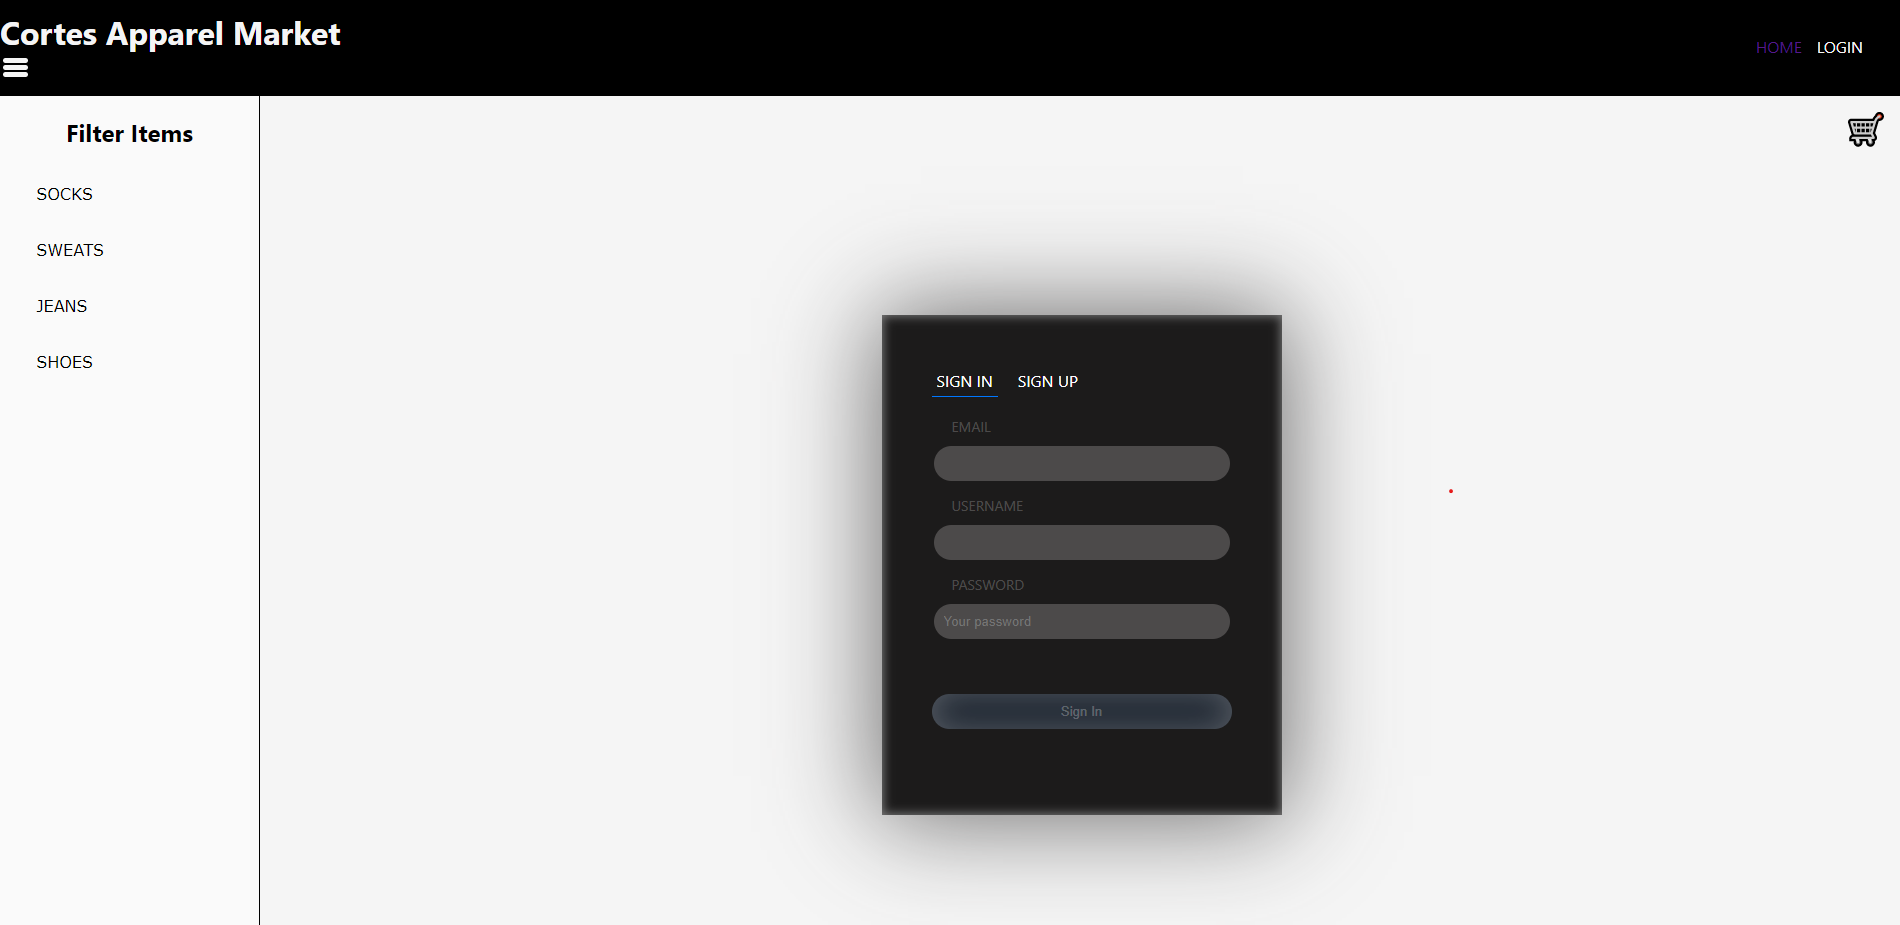 Cortes Apparel Market
HOME LOGIN
Filter Items
SOCKS
SWEATS
JEANS
SHOES
SIGN IN SIGN UP
EMAIL
USERNAME
PASSWORD
Your password
Sign In